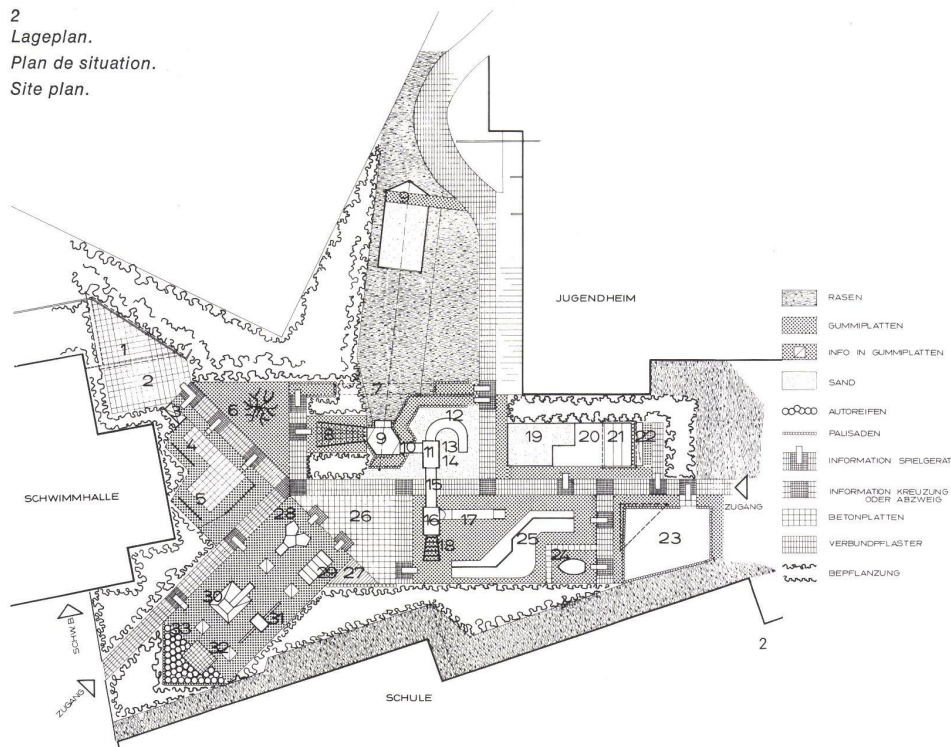 2
Lageplan.
Plan de situation.
Site plan.
1
2
3
4
5
6
7
8
9
9
10
11
12
13
14
15
16
17
18
19
20
21
22
23
24
25
26
27
28
29
30
31
32
33
JUGENDHEIM
SCHWIMMHALLE
SCHULE
ZUGANG
SCHW.B.
ZUGANG
RASEN
GUMMIPLATTEN
INFO IN GUMMIPLATTEN
SAND
AUTOREIFEN
PALISADEN
INFORMATION SPIELGERÄT
INFORMATION KREUZUNG
ODER ABZWEIG
BETONPLATTEN
VERBUNDPFLASTER
BEPFLANZUNG
2